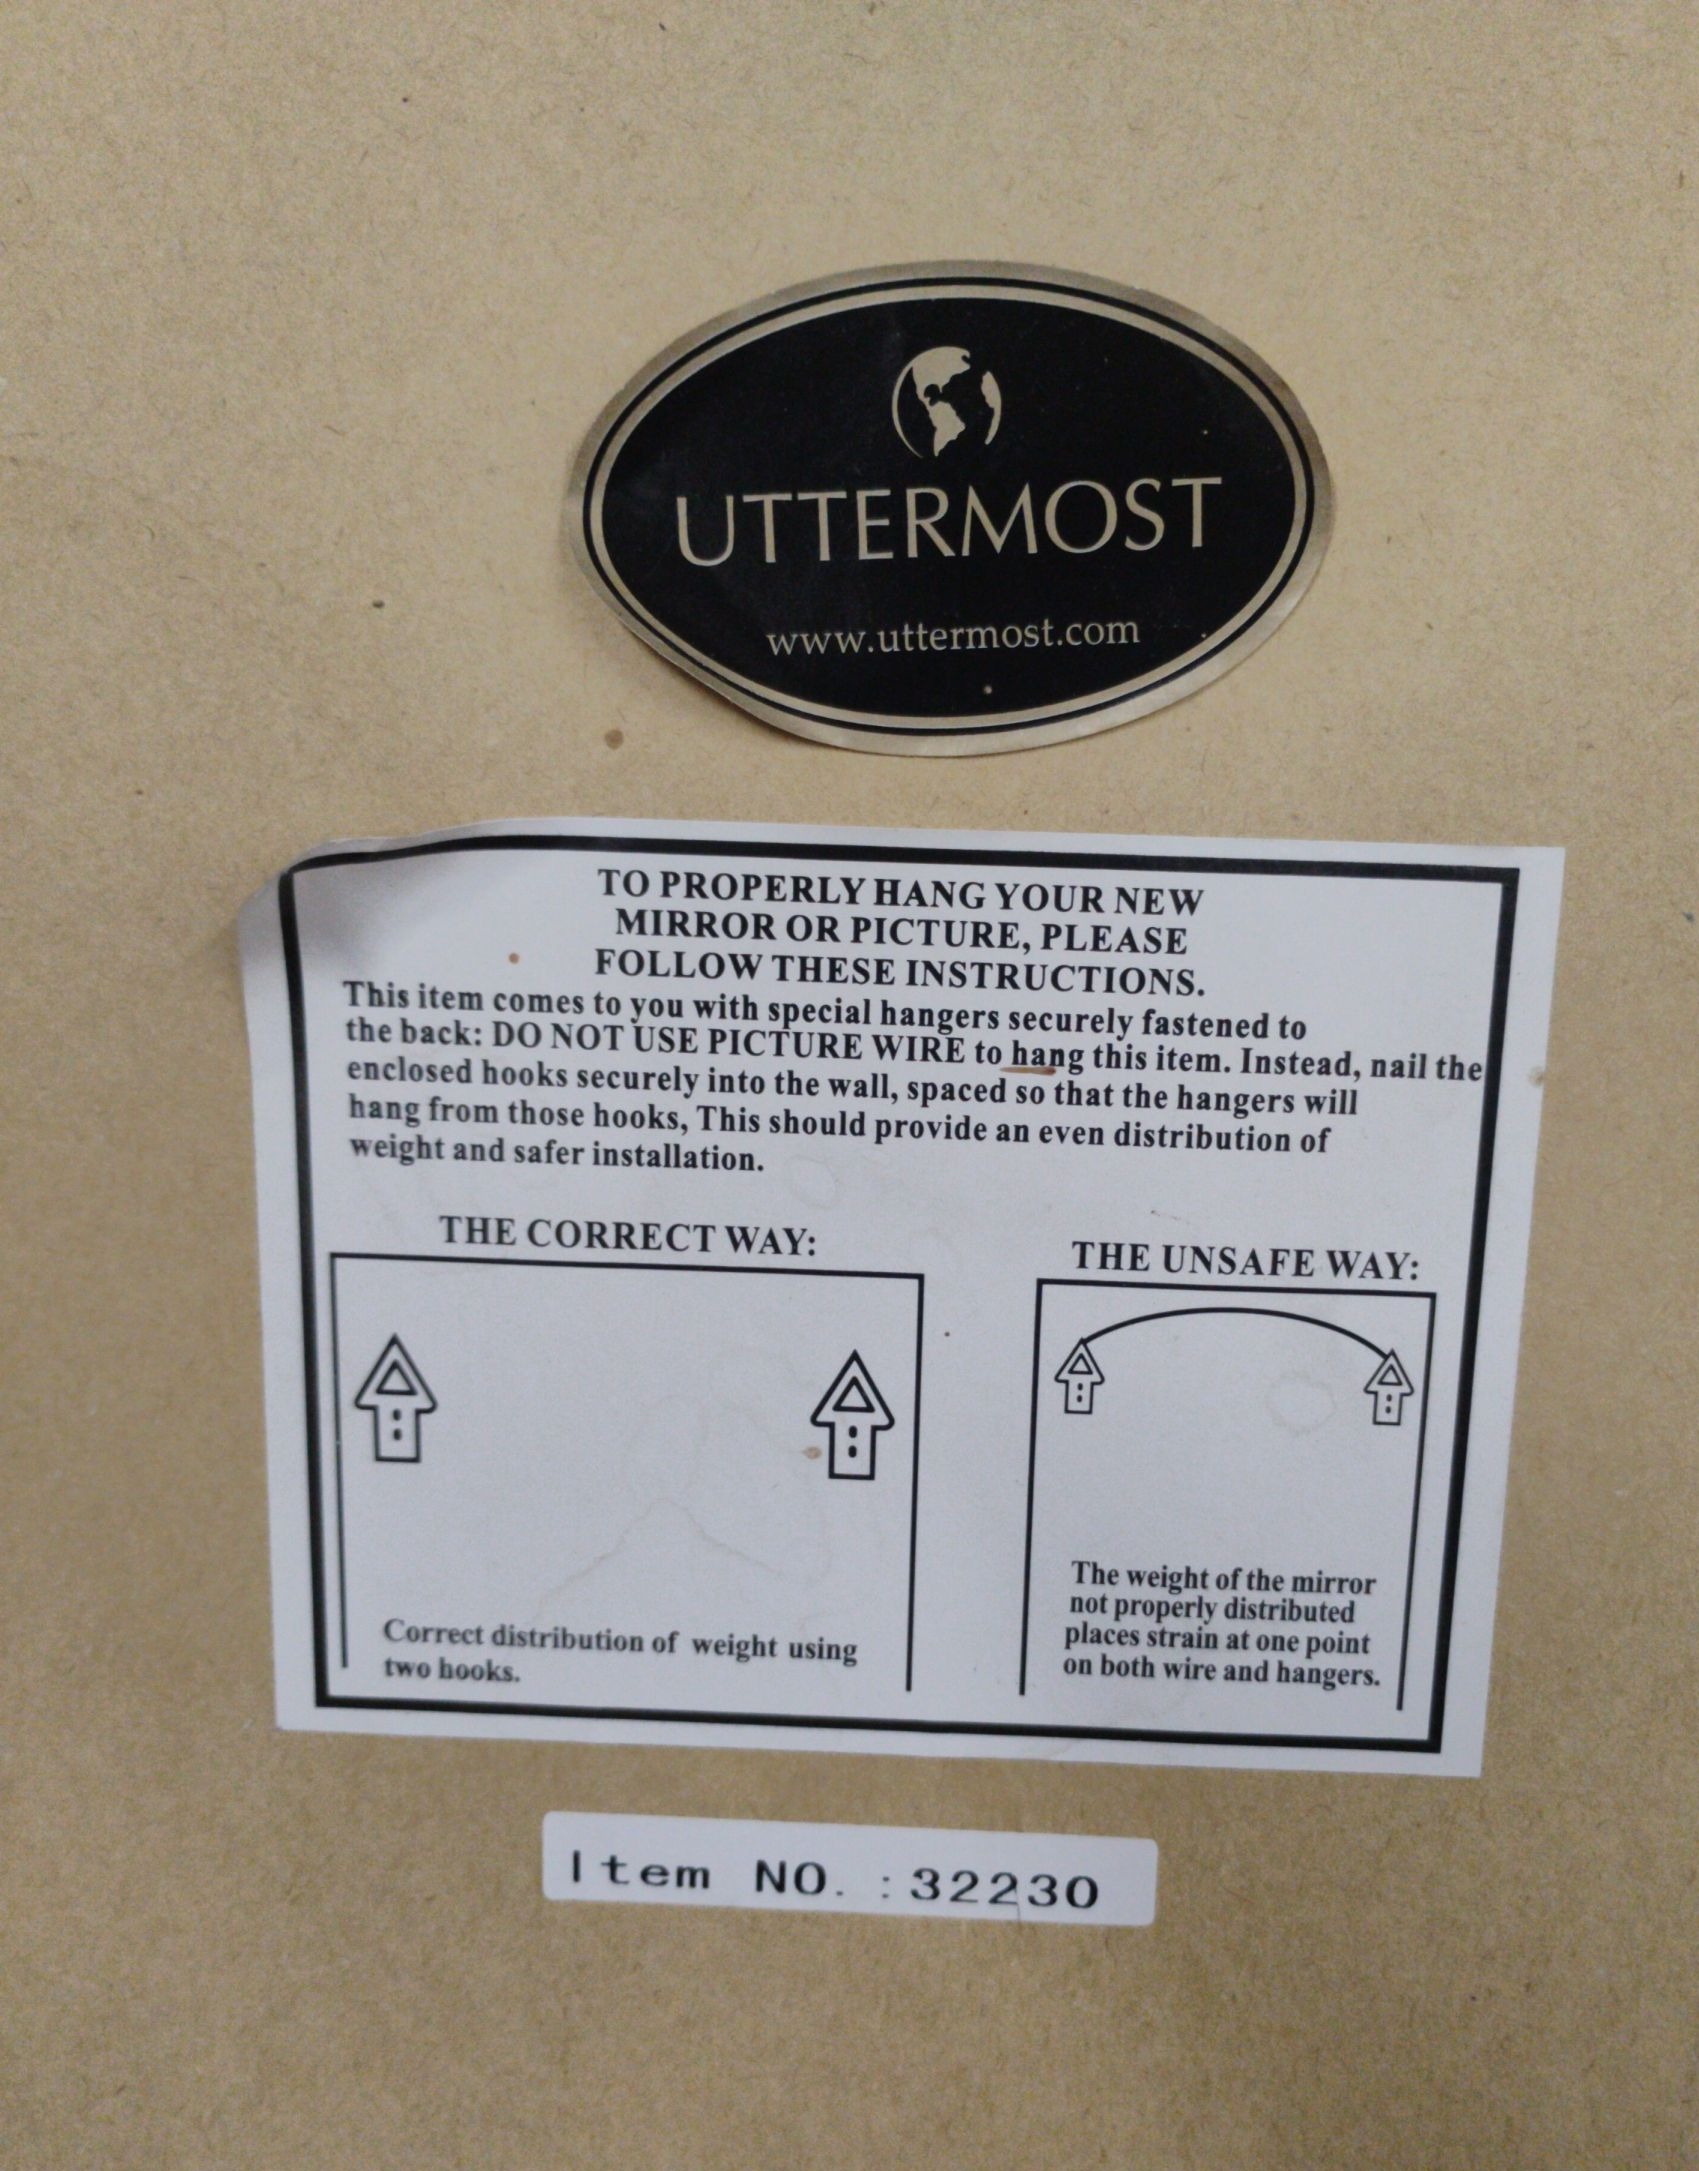 UTTERMOST
www.uttermost.com
TO PROPERLY HANG YOUR NEW
MIRROR OR PICTURE, PLEASE
FOLLOW THESE INSTRUCTIONS.
This item comes to you with special hangers securely fastened to
the back: DO NOT USE PICTURE WIRE to hang this item. Instead, nail the
enclosed hooks securely into the wall, spaced so that the hangers will
hang from those hooks, This should provide an even distribution of
weight and safer installation.
THE CORRECT WAY:
Correct distribution of weight using
two hooks.
THE UNSAFE WAY:
The weight of the mirror
not properly distributed
places strain at one point
on both wire and hangers.
Item NO. :32230